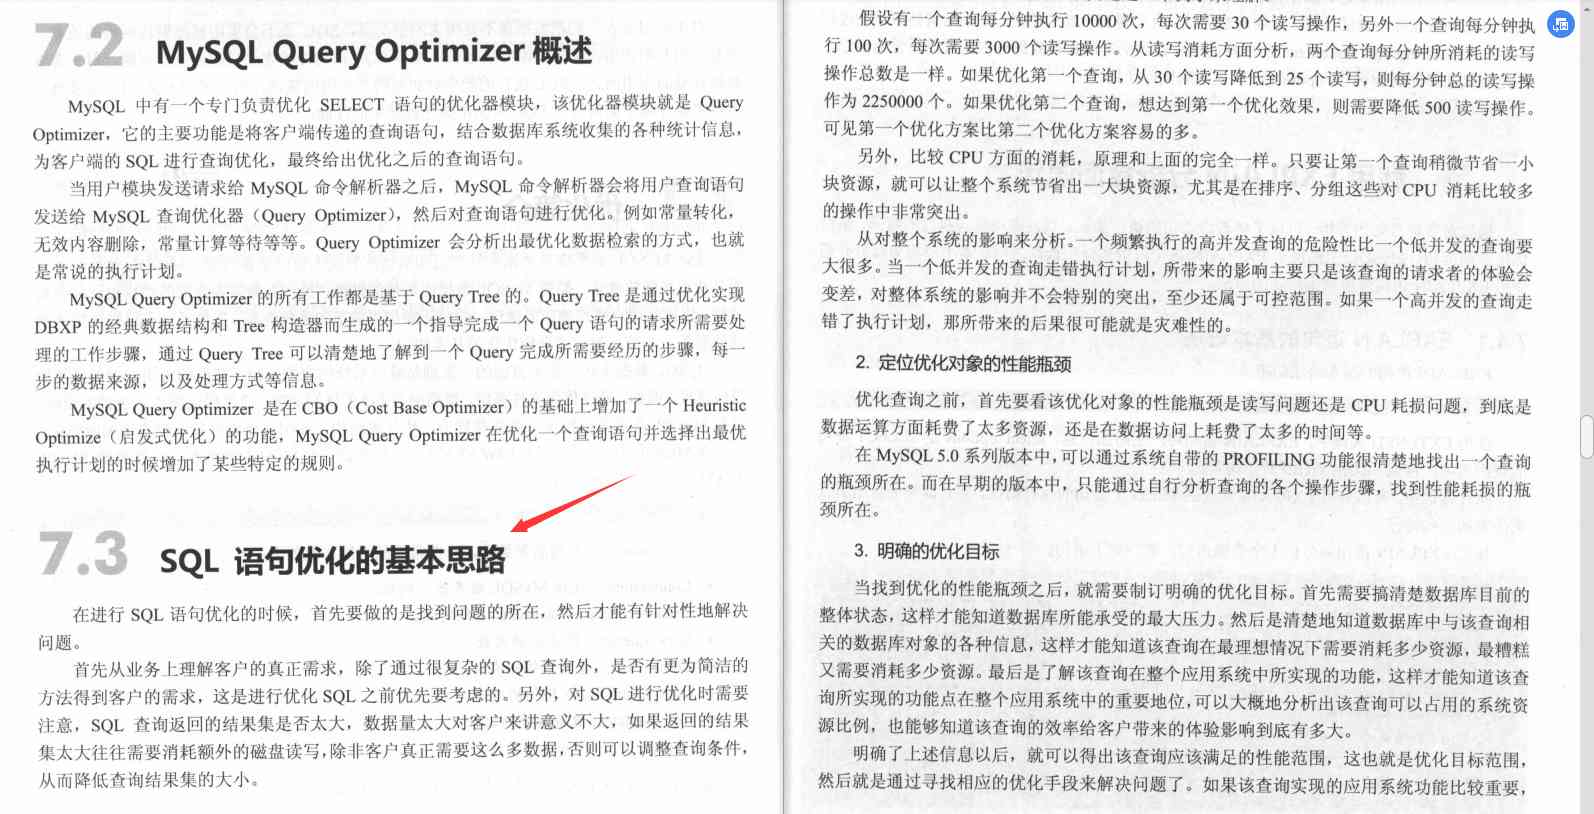 7.2 MySQL Query Optimizer 概述
MySQL 中有一个专门负责优化 SELECT 语句的优化器模块，该优化器模块就是 Query
Optimizer，它的主要功能是将客户端传递的查询语句，结合数据库系统收集的各种统计信息，
为客户端的 SQL 进行查询优化，最终给出优化之后的查询语句。
当用户模块发送请求给 MySQL 命令解析器之后，MySQL 命令解析器会将用户查询语句
发送给 MySQL 查询优化器（Query Optimizer），然后对查询语句进行优化。例如常量转化，
无效内容删除，常量计算等待等等。Query Optimizer 会分析出最优化数据检索的方式，也就
是常说的执行计划。
MySQL Query Optimizer 的所有工作都是基于 Query Tree 的。Query Tree 是通过优化实现
DBXP 的经典数据结构和 Tree 构造器而生成的一个指导完成一个 Query 语句的请求所需要处
理的工作步骤，通过 Query Tree 可以清楚地了解到一个 Query 完成所需要经历的步骤，每一
步的数据来源，以及处理方式等信息。
MySQL Query Optimizer 是在 CBO（Cost Base Optimizer）的基础上增加了一个 Heuristic
Optimize（启发式优化）的功能，MySQL Query Optimizer 在优化一个查询语句并选择出最优
执行计划的时候增加了某些特定的规则。
7.3 SQL 语句优化的基本思路
在进行 SQL 语句优化的时候，首先要做的是找到问题的所在，然后才能有针对性地解决
问题。
首先从业务上理解客户的真正需求，除了通过很复杂的 SQL 查询外，是否有更为简洁的
方法得到客户的需求，这是进行优化 SQL 之前优先要考虑的。另外，对 SQL 进行优化时需要
注意，SQL 查询返回的结果集是否太大，数据量太大对客户来讲意义不大，如果返回的结果
集太大往往需要消耗额外的磁盘读写，除非客户真正需要这么多数据，否则可以调整查询条件，
从而降低查询结果集的大小。
假设有一个查询每分钟执行 10000 次，每次需要 30 个读写操作，另外一个查询每分钟执
行 100 次，每次需要 3000 个读写操作。从读写消耗方面分析，两个查询每分钟所消耗的读写
操作总数是一样。如果优化第一个查询，从 30 个读写降低到 25 个读写，则每分钟总的读写操
作为 2250000 个。如果优化第二个查询，想达到第一个优化效果，则需要降低 500 读写操作。
可见第一个优化方案比第二个优化方案容易的多。
另外，比较 CPU 方面的消耗，原理和上面的完全一样。只要让第一个查询稍微节省一小
块资源，就可以让整个系统节省出一大块资源，尤其是在排序、分组这些对 CPU 消耗比较多
的操作中非常突出。
从对整个系统的影响来分析。一个频繁执行的高并发查询的危险性比一个低并发的查询要
大很多。当一个低并发的查询走错执行计划，所带来的影响主要只是该查询的请求者的体验会
变差，对整体系统的影响并不会特别的突出，至少还属于可控范围。如果一个高并发的查询走
错了执行计划，那所带来的后果很可能就是灾难性的。
2. 定位优化对象的性能瓶颈
优化查询之前，首先要看该优化对象的性能瓶颈是读写问题还是 CPU 耗损问题，到底是
数据运算方面耗费了太多资源，还是在数据访问上耗费了太多的时间等。
在 MySQL 5.0 系列版本中，可以通过系统自带的 PROFILING 功能很清楚地找出一个查询
的瓶颈所在。而在早期的版本中，只能通过自行分析查询的各个操作步骤，找到性能耗损的瓶
颈所在。
3. 明确的优化目标
当找到优化的性能瓶颈之后，就需要制订明确的优化目标。首先需要搞清楚数据库目前的
整体状态，这样才能知道数据库所能承受的最大压力。然后是清楚地知道数据库中与该查询相
关的数据库对象的各种信息，这样才能知道该查询在最理想情况下需要消耗多少资源，最糟糕
又需要消耗多少资源。最后是了解该查询在整个应用系统中所实现的功能，这样才能知道该查
询所实现的功能点在整个应用系统中的重要地位，可以大概地分析出该查询可以占用的系统资
源比例，也能够知道该查询的效率给客户带来的体验影响到底有多大。
明确了上述信息以后，就可以得出该查询应该满足的性能范围，这也就是优化目标范围，
然后就是通过寻找相应的优化手段来解决问题了。如果该查询实现的应用系统功能比较重要，